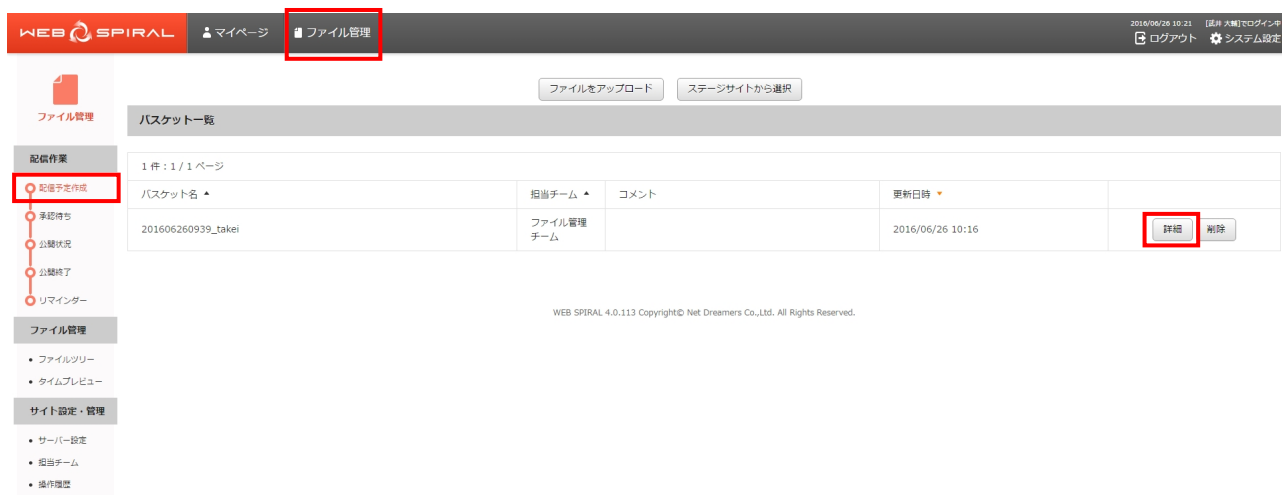 WEB SPIRAL
マイページ
ファイル管理
2016/06/26 10:21 [武井 大輔]でログイン中
ログアウト システム設定
ファイル管理
配信作業
配信予定作成
承認待ち
公開状況
公開終了
リマインダー
ファイル管理
• ファイルツリー
• タイムプレビュー
サイト設定・管理
• サーバー設定
• 担当チーム
• 操作履歴
ファイルをアップロード ステージサイトから選択
バスケット一覧
1 件 : 1 / 1 ページ
バスケット名 ▲ 担当チーム ▲ コメント 更新日時 ▼
201606260939_takei ファイル管理 2016/06/26 10:16 詳細 削除
チーム
WEB SPIRAL 4.0.113 Copyright© Net Dreamers Co.,Ltd. All Rights Reserved.